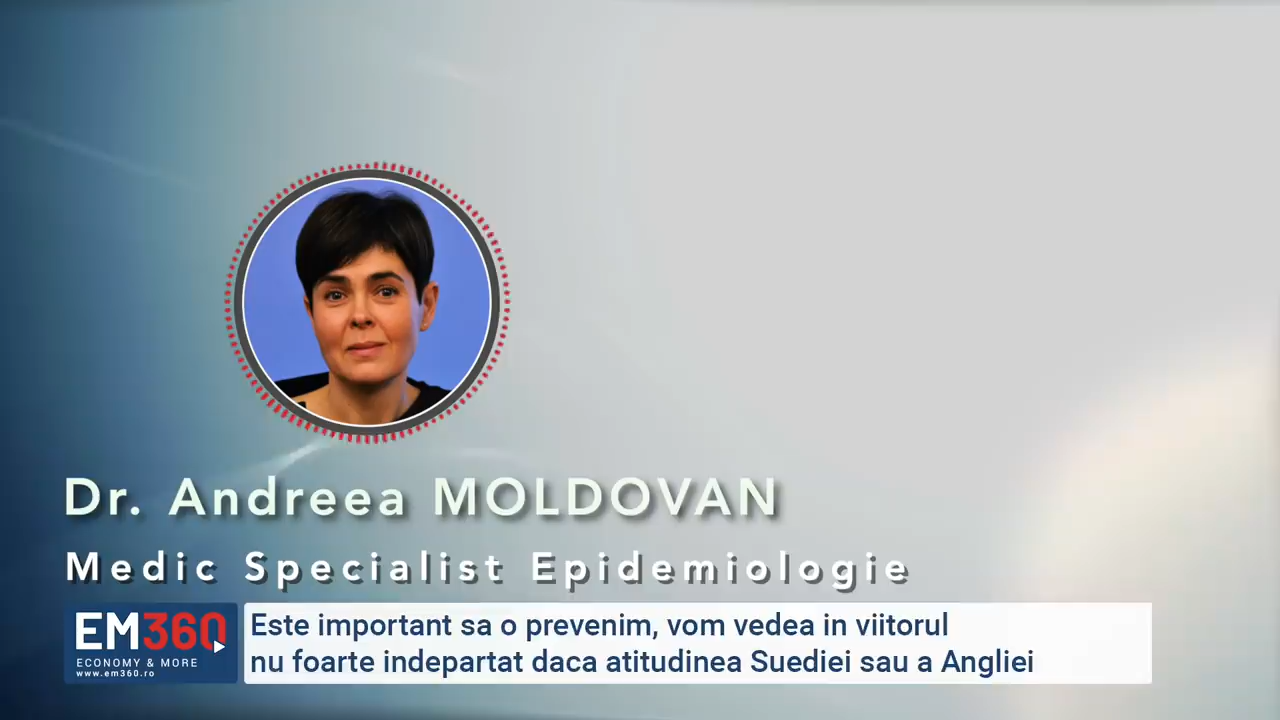 Dr. Andreea MOLDOVAN
Medic Specialist Epidemiologie
EM360
ECONOMY & MORE
www.em360.ro
Este important sa o prevenim, vom vedea in viitorul
nu foarte indepartat daca atitudinea Suediei sau a Angliei